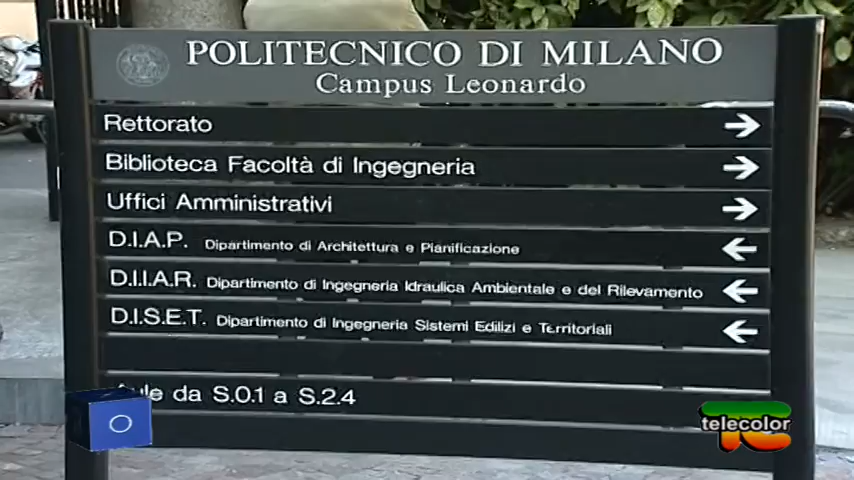 POLITECNICO DI MILANO
CAMPUS LEONARDO
Rettorato
Biblioteca Facoltà di Ingegneria
Uffici Amministrativi
D.I.A.P. DIPARTIMENTO DI ARCHITETTURA E PIANIFICAZIONE
D.I.I.A.R. DIPARTIMENTO DI INGEGNERIA IDRAULICA AMBIENTALE E DEL RILEVAMENTO
D.I.S.E.T. DIPARTIMENTO DI INGEGNERIA SISTEMI EDILIZI E TERRITORIALI
Aule da S.0.1 a S.2.4
telecolor